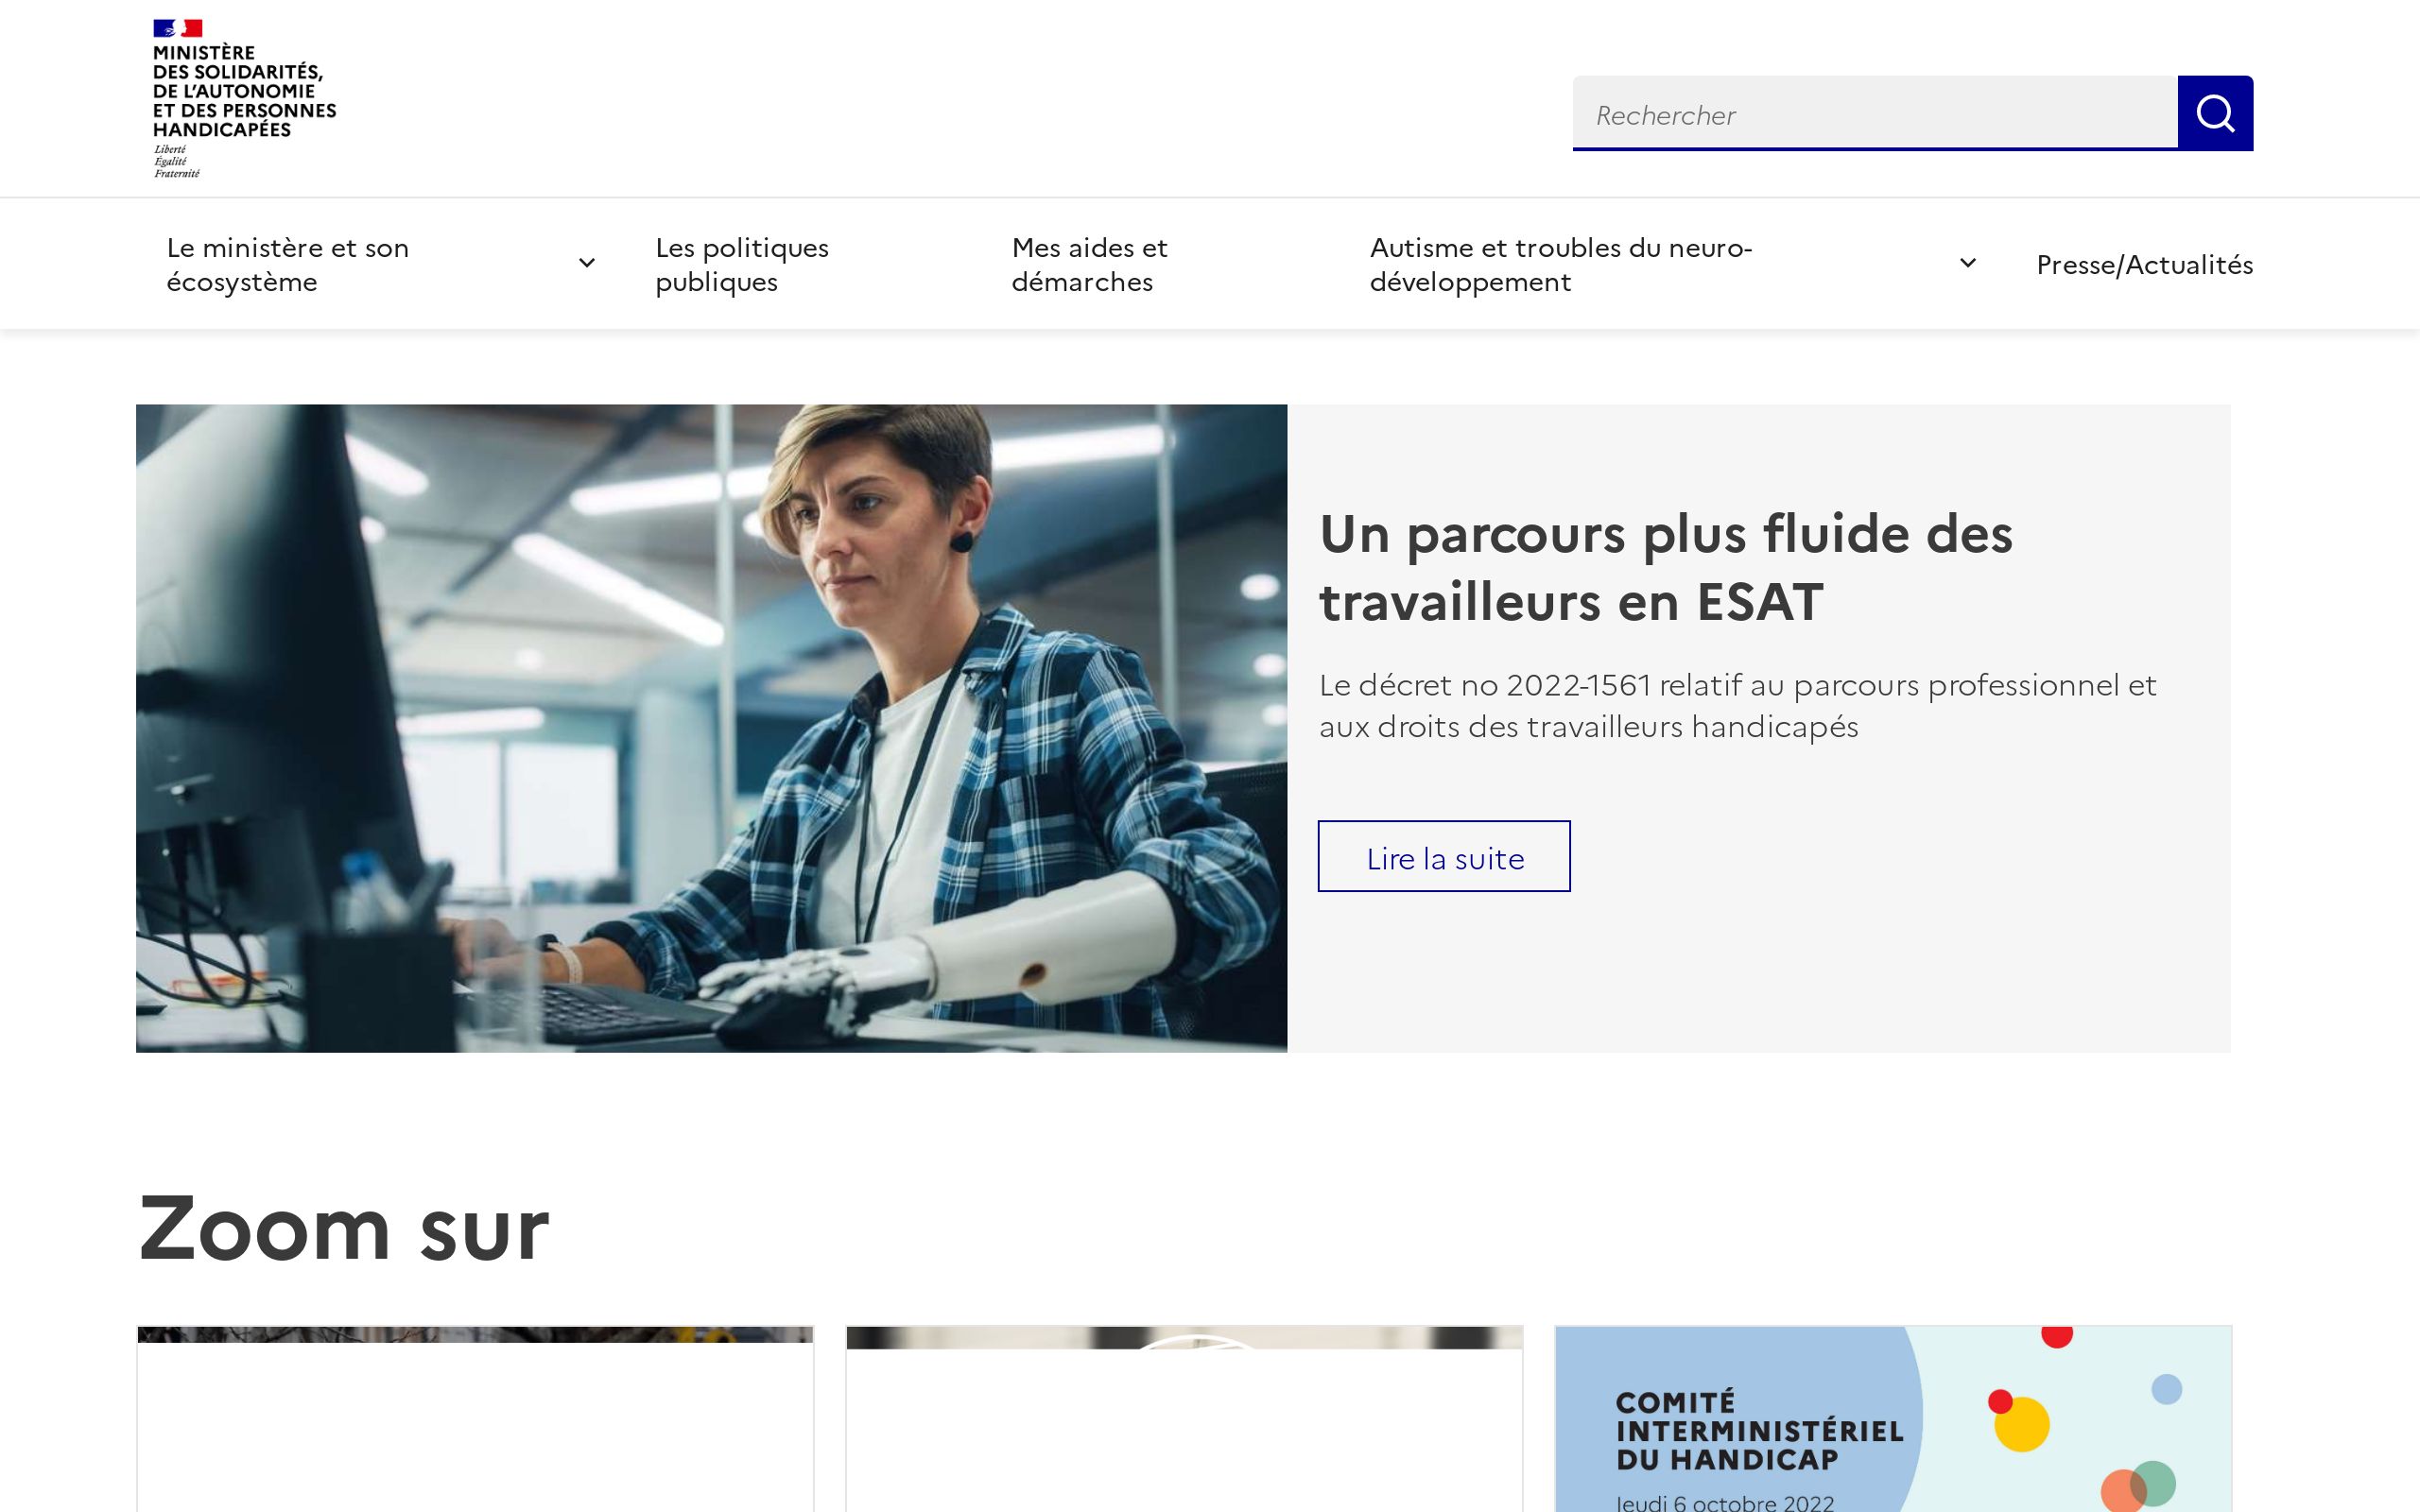 MINISTÈRE
DES SOLIDARITÉS,
DE L'AUTONOMIE
ET DES PERSONNES
HANDICAPÉES
Liberté
Égalité
Fraternité
Rechercher
Le ministère et son
écosystème
Les politiques
publiques
Mes aides et
démarches
Autisme et troubles du neuro-
développement
Presse/Actualités
Un parcours plus fluide des
travailleurs en ESAT
Le décret no 2022-1561 relatif au parcours professionnel et
aux droits des travailleurs handicapés
Lire la suite
Zoom sur
COMITÉ
INTERMINISTÉRIEL
DU HANDICAP
Jeudi 6 octobre 2022